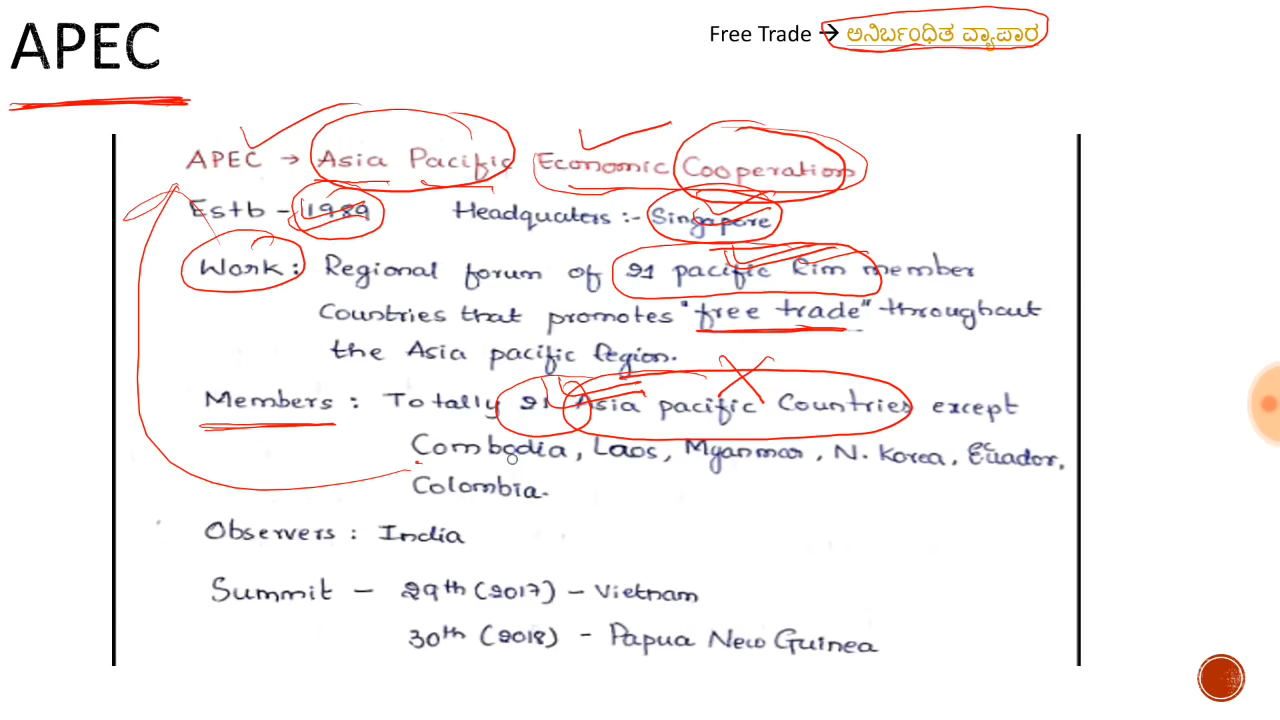 APEC
Free Trade → ಅನಿರ್ಬಂಧಿತ ವ್ಯಾಪಾರ
APEC → Asia Pacific Economic Cooperation
Estb - 1989 Headquaters :- Singapore
Work : Regional forum of 21 pacific Rim member
Countries that promotes "free trade" throughout
the Asia pacific Region.
Members : Totally 21 Asia pacific Countries except
Combodia, Laos, Myanmar, N. Korea, Ecuador,
Colombia.
Observers : India
Summit - 29th (2017) - Vietnam
30th (2018) - Papua New Guinea